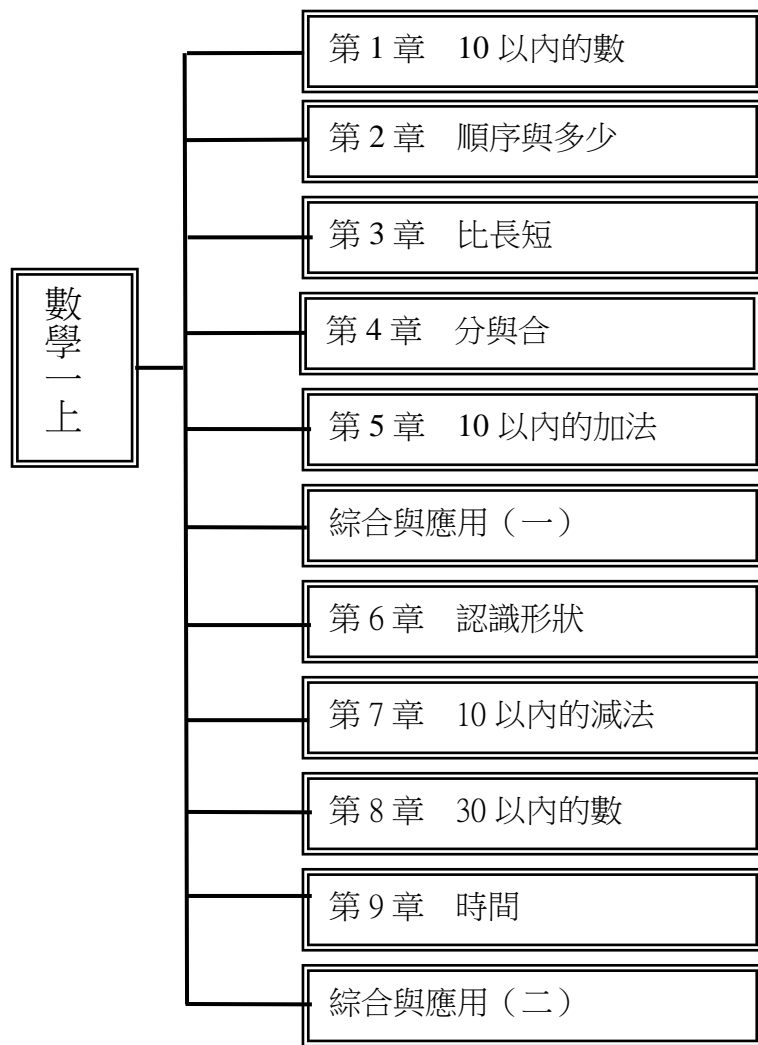 數學一上
第 1 章　10 以內的數
第 2 章　順序與多少
第 3 章　比長短
第 4 章　分與合
第 5 章　10 以內的加法
綜合與應用（一）
第 6 章　認識形狀
第 7 章　10 以內的減法
第 8 章　30 以內的數
第 9 章　時間
綜合與應用（二）